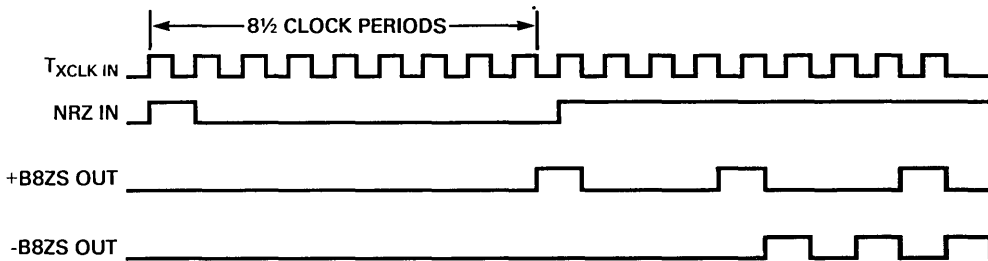 8½ CLOCK PERIODS
TXCLK IN
NRZ IN
+B8ZS OUT
-B8ZS OUT